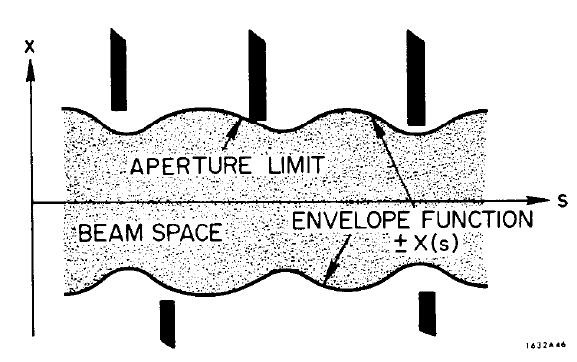 X
APERTURE LIMIT
S
ENVELOPE FUNCTION
± X(s)
BEAM SPACE
1632A46